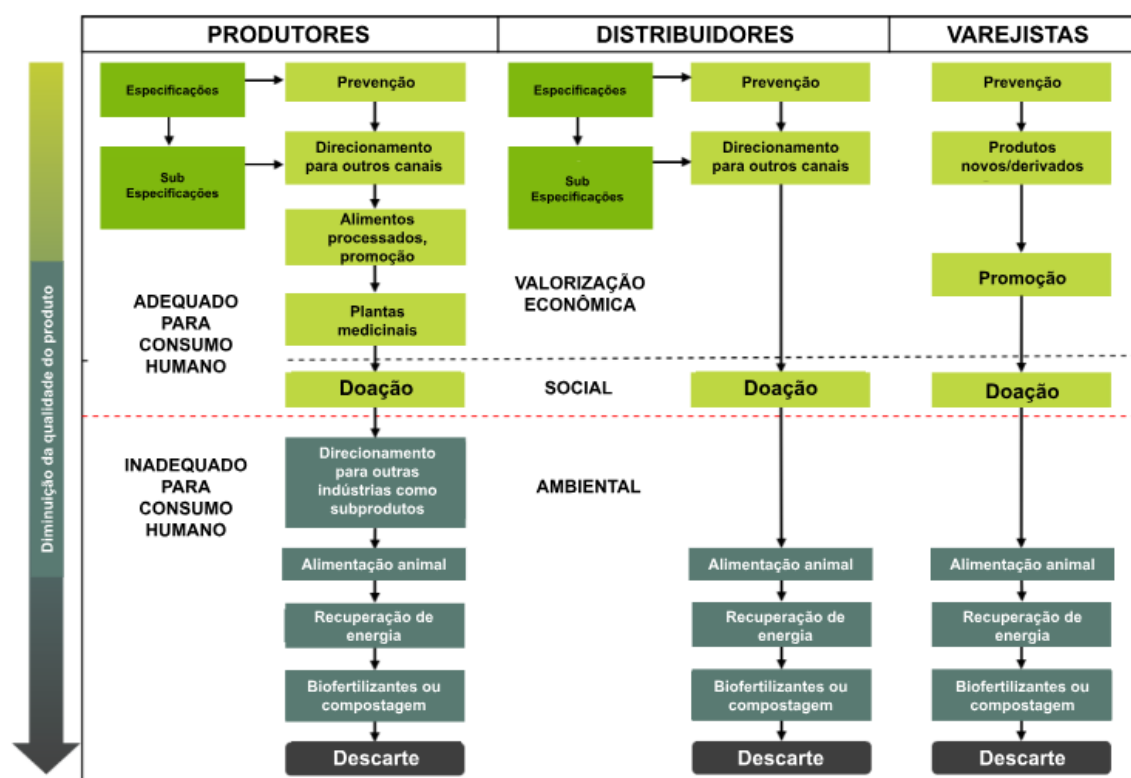 PRODUTORES
DISTRIBUIDORES
VAREJISTAS
Diminuição da qualidade do produto
Especificações
Prevenção
Sub
Especificações
Direcionamento
para outros canais
Alimentos
processados,
promoção
Plantas
medicinais
ADEQUADO
PARA
CONSUMO
HUMANO
Doação
INADEQUADO
PARA
CONSUMO
HUMANO
Direcionamento
para outras
indústrias como
subprodutos
Alimentação animal
Recuperação de
energia
Biofertilizantes ou
compostagem
Descarte
Especificações
Prevenção
Sub
Especificações
Direcionamento
para outros canais
VALORIZAÇÃO
ECONÔMICA
SOCIAL
Doação
AMBIENTAL
Alimentação animal
Recuperação de
energia
Biofertilizantes ou
compostagem
Descarte
Prevenção
Produtos
novos/derivados
Promoção
Doação
Alimentação animal
Recuperação de
energia
Biofertilizantes ou
compostagem
Descarte